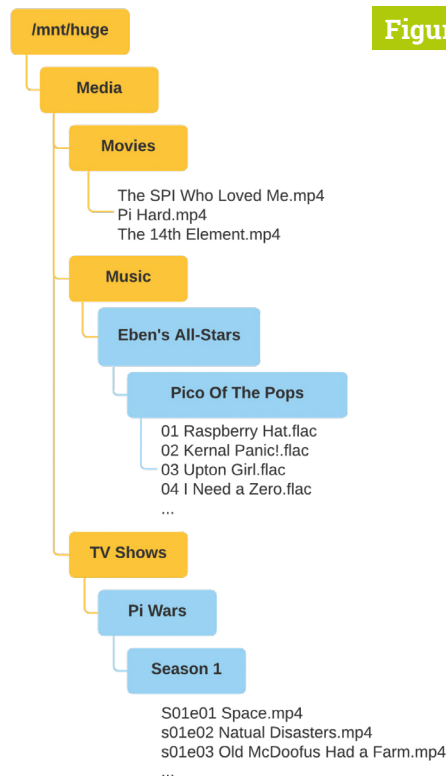 /mnt/huge
Figur
Media
Movies
The SPI Who Loved Me.mp4
Pi Hard.mp4
The 14th Element.mp4
Music
Eben's All-Stars
Pico Of The Pops
01 Raspberry Hat.flac
02 Kernal Panic!.flac
03 Upton Girl.flac
04 I Need a Zero.flac
...
TV Shows
Pi Wars
Season 1
S01e01 Space.mp4
s01e02 Natual Disasters.mp4
s01e03 Old McDoofus Had a Farm.mp4
...